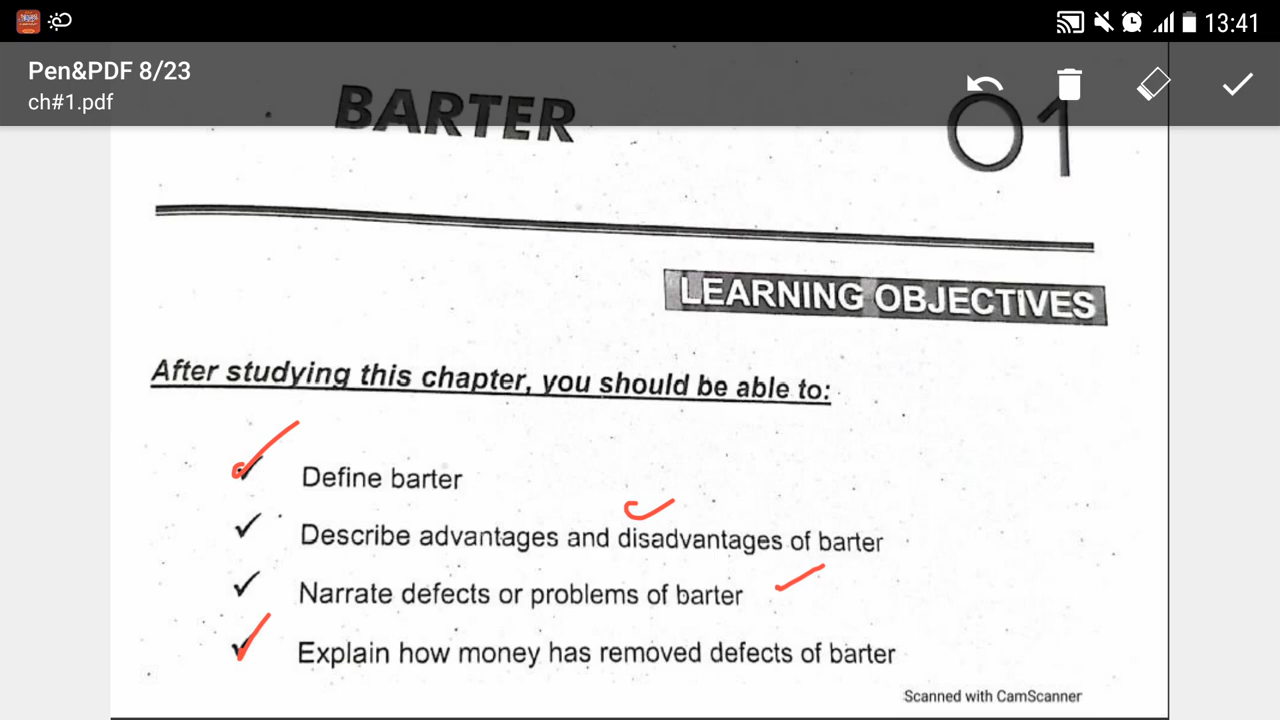 13:41
Pen&PDF 8/23
ch#1.pdf
BARTER
01
LEARNING OBJECTIVES
After studying this chapter, you should be able to:
✓ Define barter
✓ Describe advantages and disadvantages of barter
✓ Narrate defects or problems of barter
✓ Explain how money has removed defects of barter
Scanned with CamScanner